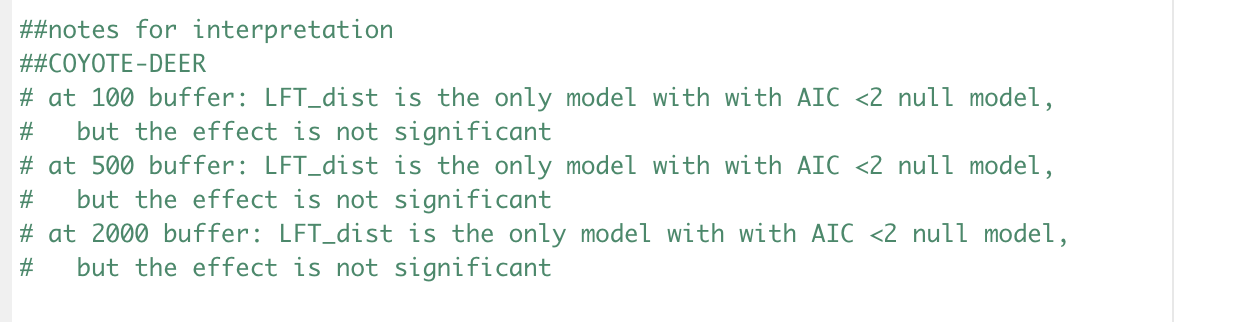 ##notes for interpretation
##COYOTE-DEER
# at 100 buffer: LFT_dist is the only model with with AIC <2 null model,
#   but the effect is not significant
# at 500 buffer: LFT_dist is the only model with with AIC <2 null model,
#   but the effect is not significant
# at 2000 buffer: LFT_dist is the only model with with AIC <2 null model,
#   but the effect is not significant